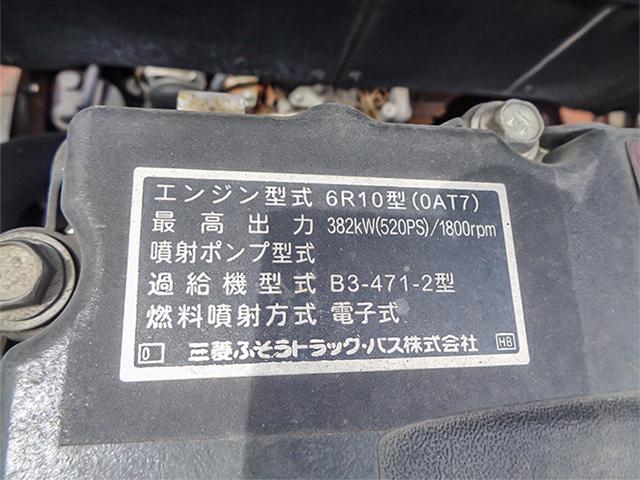 エンジン型式 6R10型(0AT7)
最高出力 382kW(520PS)/1800rpm
噴射ポンプ型式
過給機型式 B3-471-2型
燃料噴射方式 電子式
0 三菱ふそうトラック・バス株式会社 HB